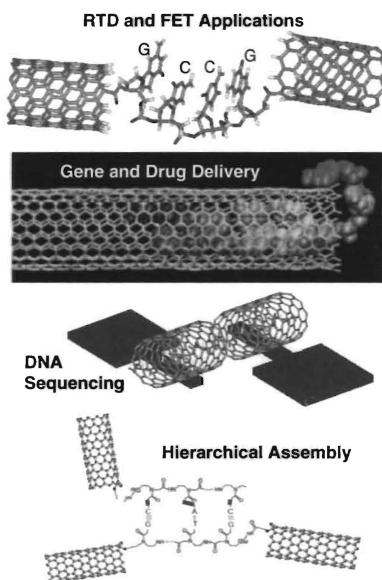 RTD and FET Applications
G
C
C
G
Gene and Drug Delivery
DNA
Sequencing
Hierarchical Assembly